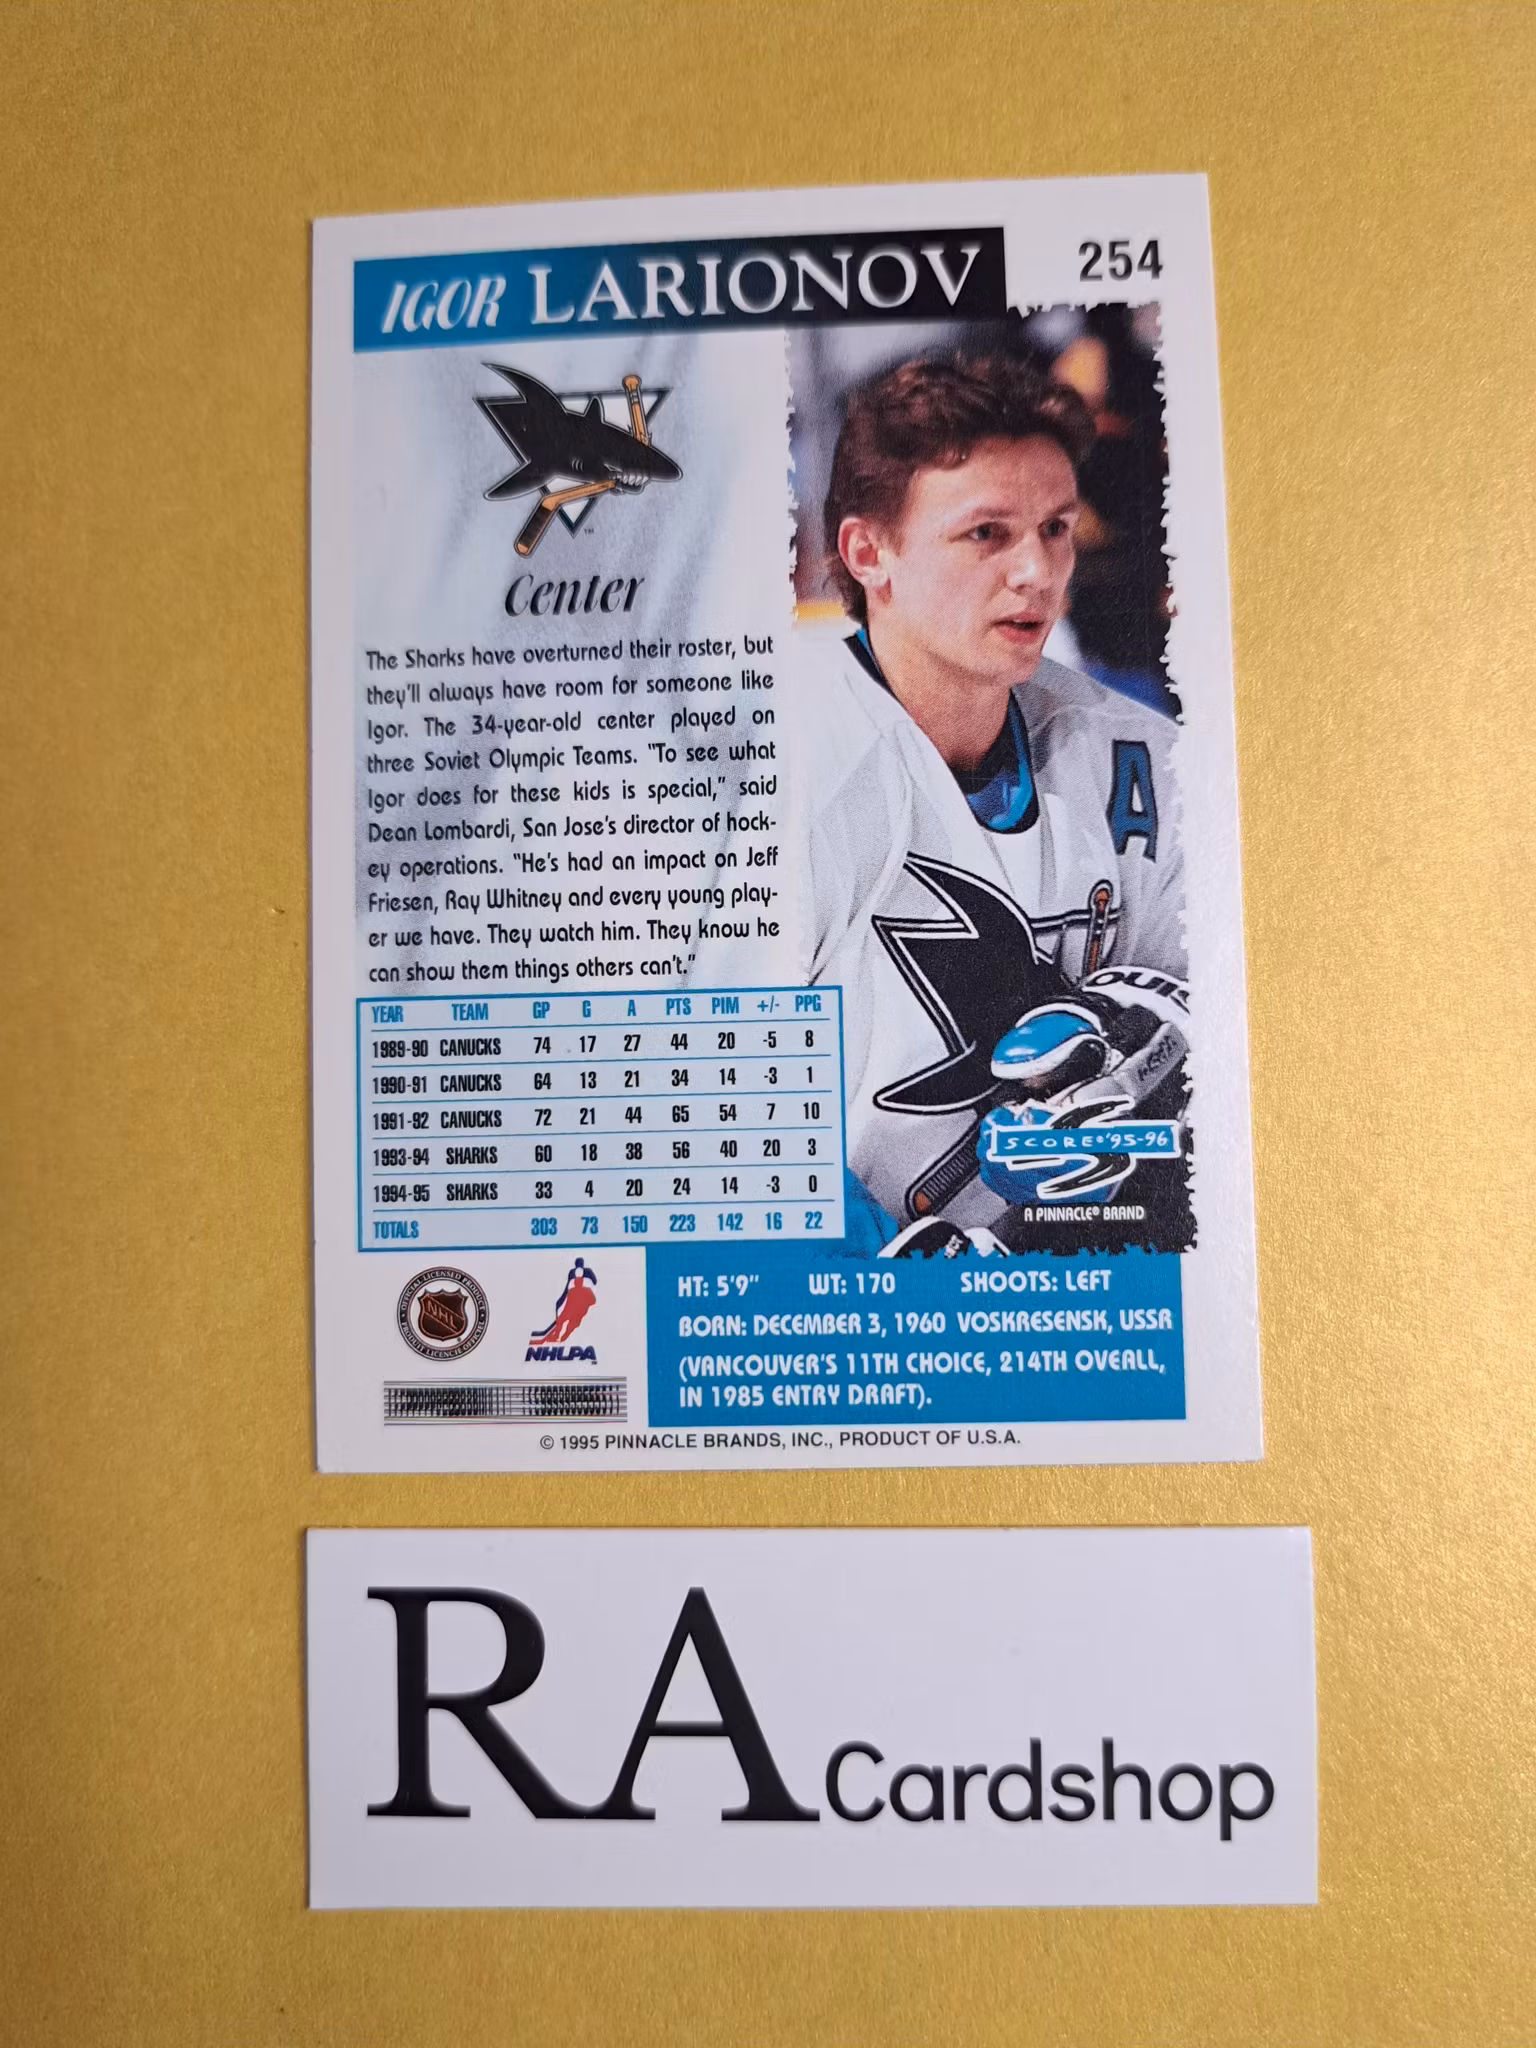 IGOR LARIONOV
254
TM
Center
The Sharks have overturned their roster, but
they'll always have room for someone like
Igor. The 34-year-old center played on
three Soviet Olympic Teams. "To see what
Igor does for these kids is special," said
Dean Lombardi, San Jose's director of hock-
ey operations. "He's had an impact on Jeff
Friesen, Ray Whitney and every young play-
er we have. They watch him. They know he
can show them things others can't."
A
YEAR TEAM GP G A PTS PIM +/- PPG
1989-90 CANUCKS 74 17 27 44 20 -5 8
1990-91 CANUCKS 64 13 21 34 14 -3 1
1991-92 CANUCKS 72 21 44 65 54 7 10
1993-94 SHARKS 60 18 38 56 40 20 3
1994-95 SHARKS 33 4 20 24 14 -3 0
TOTALS 303 73 150 223 142 16 22
SCORE® '95-96
A PINNACLE® BRAND
OFFICIAL LICENSED PRODUCT
NHL
PRODUIT LICENCIE OFFICIEL
NHLPA
HT: 5'9" WT: 170 SHOOTS: LEFT
BORN: DECEMBER 3, 1960 VOSKRESENSK, USSR
(VANCOUVER'S 11TH CHOICE, 214TH OVEALL,
IN 1985 ENTRY DRAFT).
© 1995 PINNACLE BRANDS, INC., PRODUCT OF U.S.A.
RA Cardshop